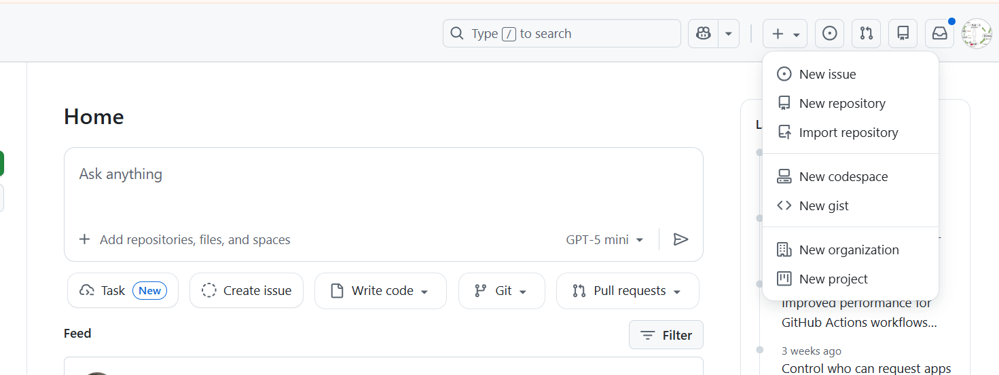 Type / to search
New issue
New repository
Import repository
New codespace
New gist
New organization
New project
Home
Ask anything
Add repositories, files, and spaces
GPT-5 mini
Task New
Create issue
Write code
Git
Pull requests
Feed
Filter
Improved performance for
GitHub Actions workflows...
3 weeks ago
Control who can request apps